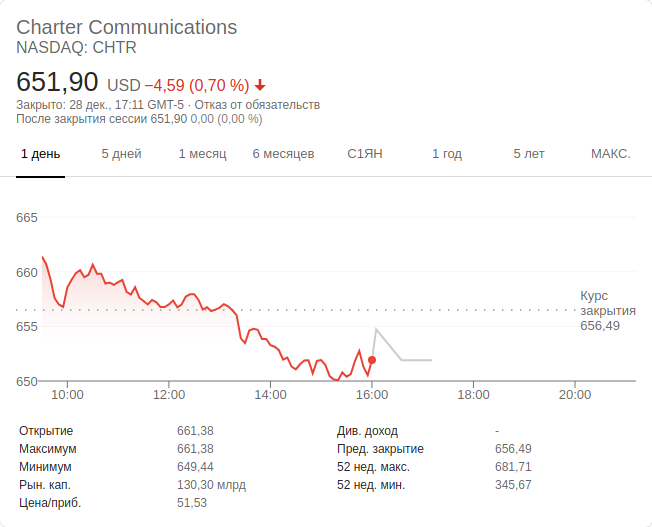 Charter Communications
NASDAQ: CHTR
651,90 USD −4,59 (0,70 %)
Закрыто: 28 дек., 17:11 GMT-5 · Отказ от обязательств
После закрытия сессии 651,90 0,00 (0,00 %)
1 день 5 дней 1 месяц 6 месяцев С1ЯН 1 год 5 лет МАКС.
665
660
655
650
Курс
закрытия
656,49
10:00 12:00 14:00 16:00 18:00 20:00
Открытие 661,38 Див. доход -
Максимум 661,38 Пред. закрытие 656,49
Минимум 649,44 52 нед. макс. 681,71
Рын. кап. 130,30 млрд 52 нед. мин. 345,67
Цена/приб. 51,53